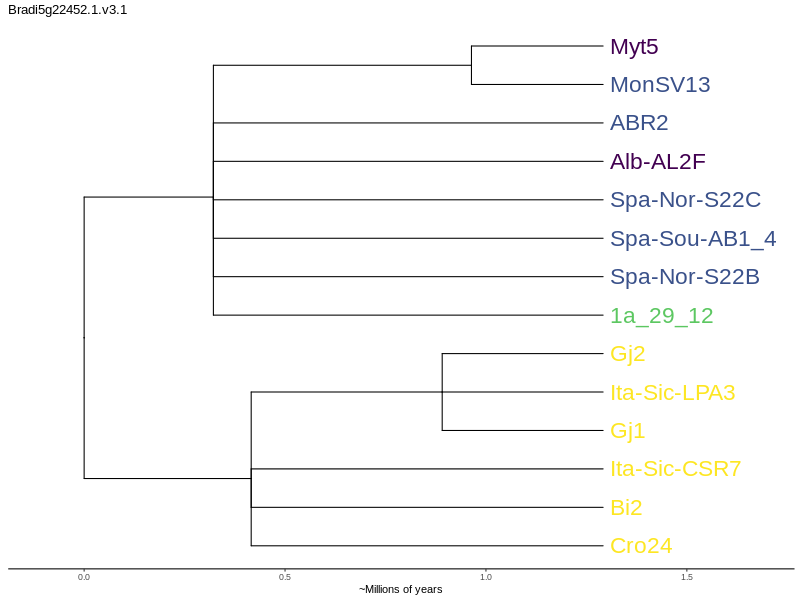 Bradi5g22452.1.v3.1
Myt5
MonSV13
ABR2
Alb-AL2F
Spa-Nor-S22C
Spa-Sou-AB1_4
Spa-Nor-S22B
1a_29_12
Gj2
Ita-Sic-LPA3
Gj1
Ita-Sic-CSR7
Bi2
Cro24
0.0 0.5 1.0 1.5
~Millions of years